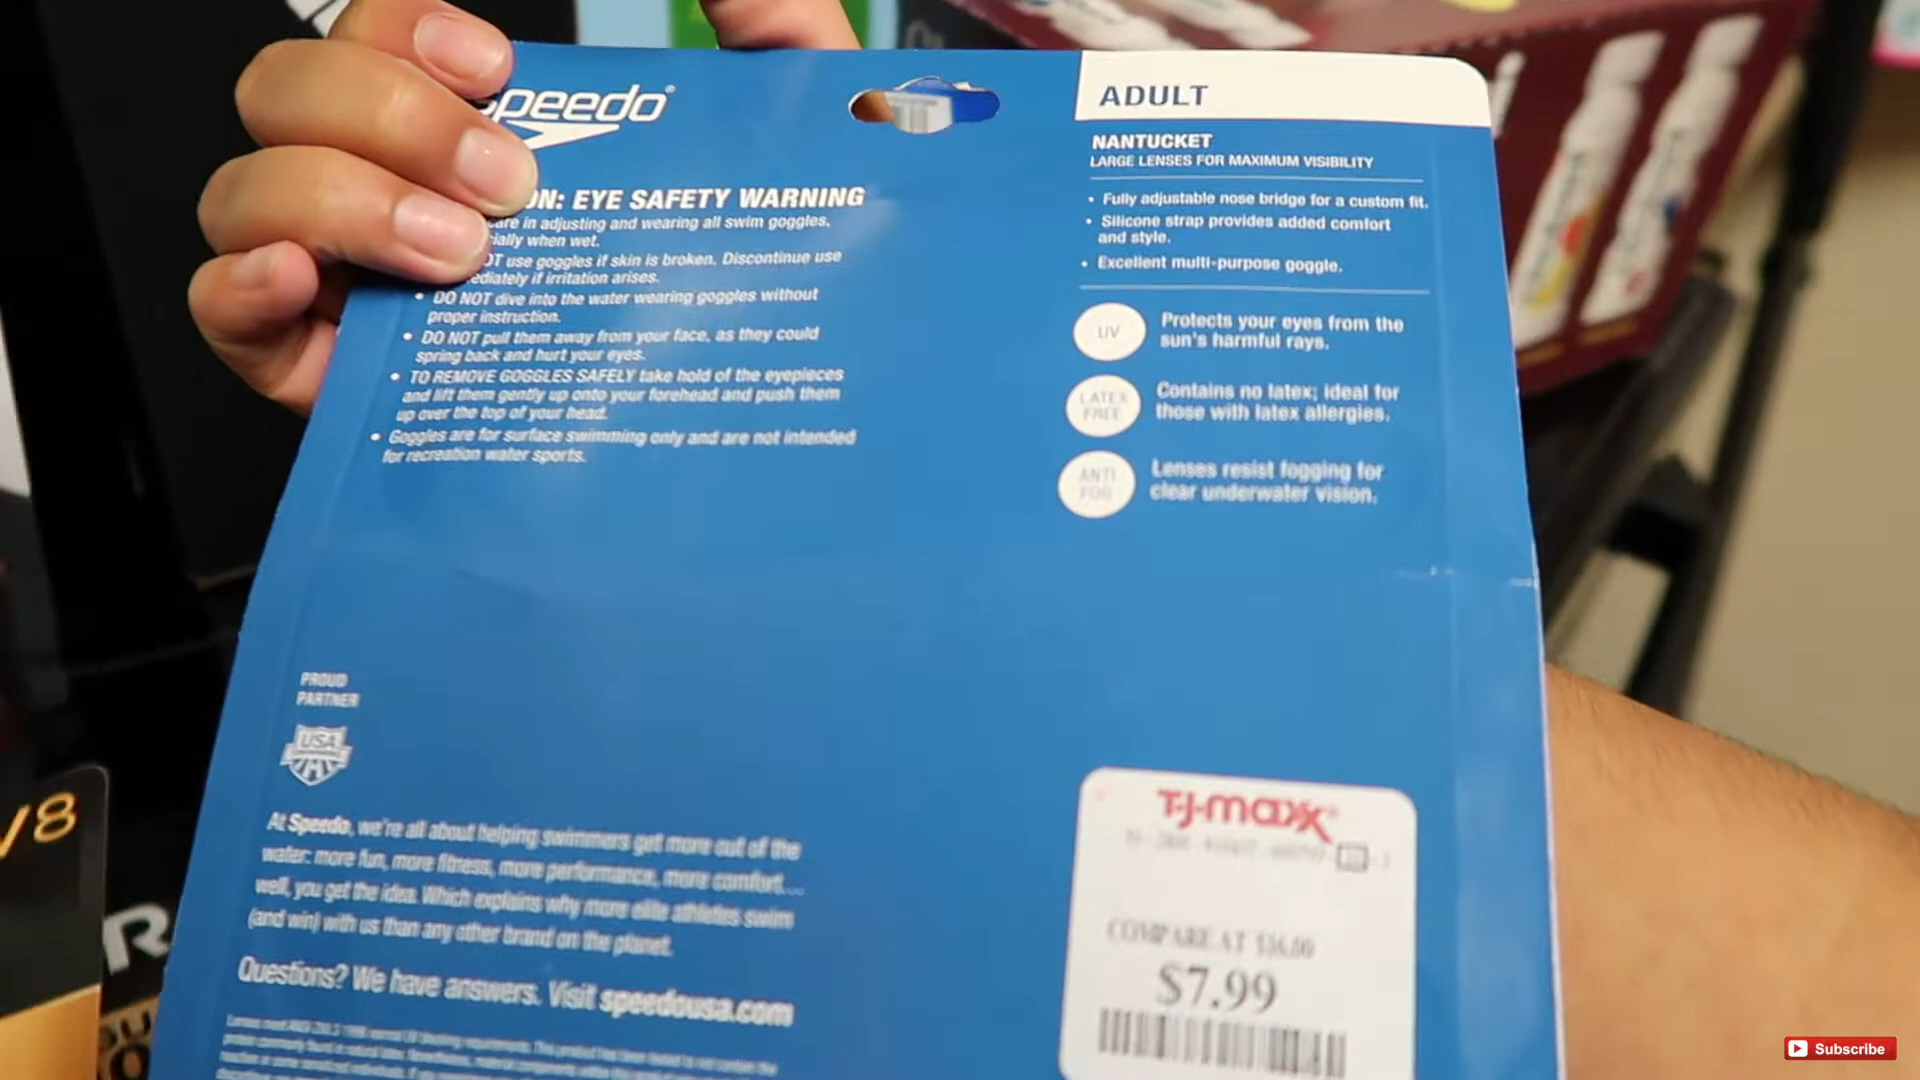 speedo
ADULT
NANTUCKET
LARGE LENSES FOR MAXIMUM VISIBILITY
• Fully adjustable nose bridge for a custom fit.
• Silicone strap provides added comfort
and style.
• Excellent multi-purpose goggle.
UV
Protects your eyes from the
sun's harmful rays.
LATEX
FREE
Contains no latex; ideal for
those with latex allergies.
ANTI
FOG
Lenses resist fogging for
clear underwater vision.
EYE SAFETY WARNING
in adjusting and wearing all swim goggles,
when wet.
use goggles if skin is broken. Discontinue use
if irritation arises.
• DO NOT dive into the water wearing goggles without
proper instruction.
• DO NOT pull them away from your face, as they could
spring back and hurt your eyes.
• TO REMOVE GOGGLES SAFELY take hold of the eyepieces
and lift them gently up onto your forehead and push them
up over the top of your head.
• Goggles are for surface swimming only and are not intended
for recreation water sports.
PROUD
PARTNER
USA
At Speedo, we're all about helping swimmers get more out of the
water: more fun, more fitness, more performance, more comfort...
well, you get the idea. Which explains why more elite athletes swim
(and win) with us than any other brand on the planet.
Questions? We have answers. Visit speedousa.com
T·J·maxx
COMPARE AT $16.00
$7.99
V8
Subscribe